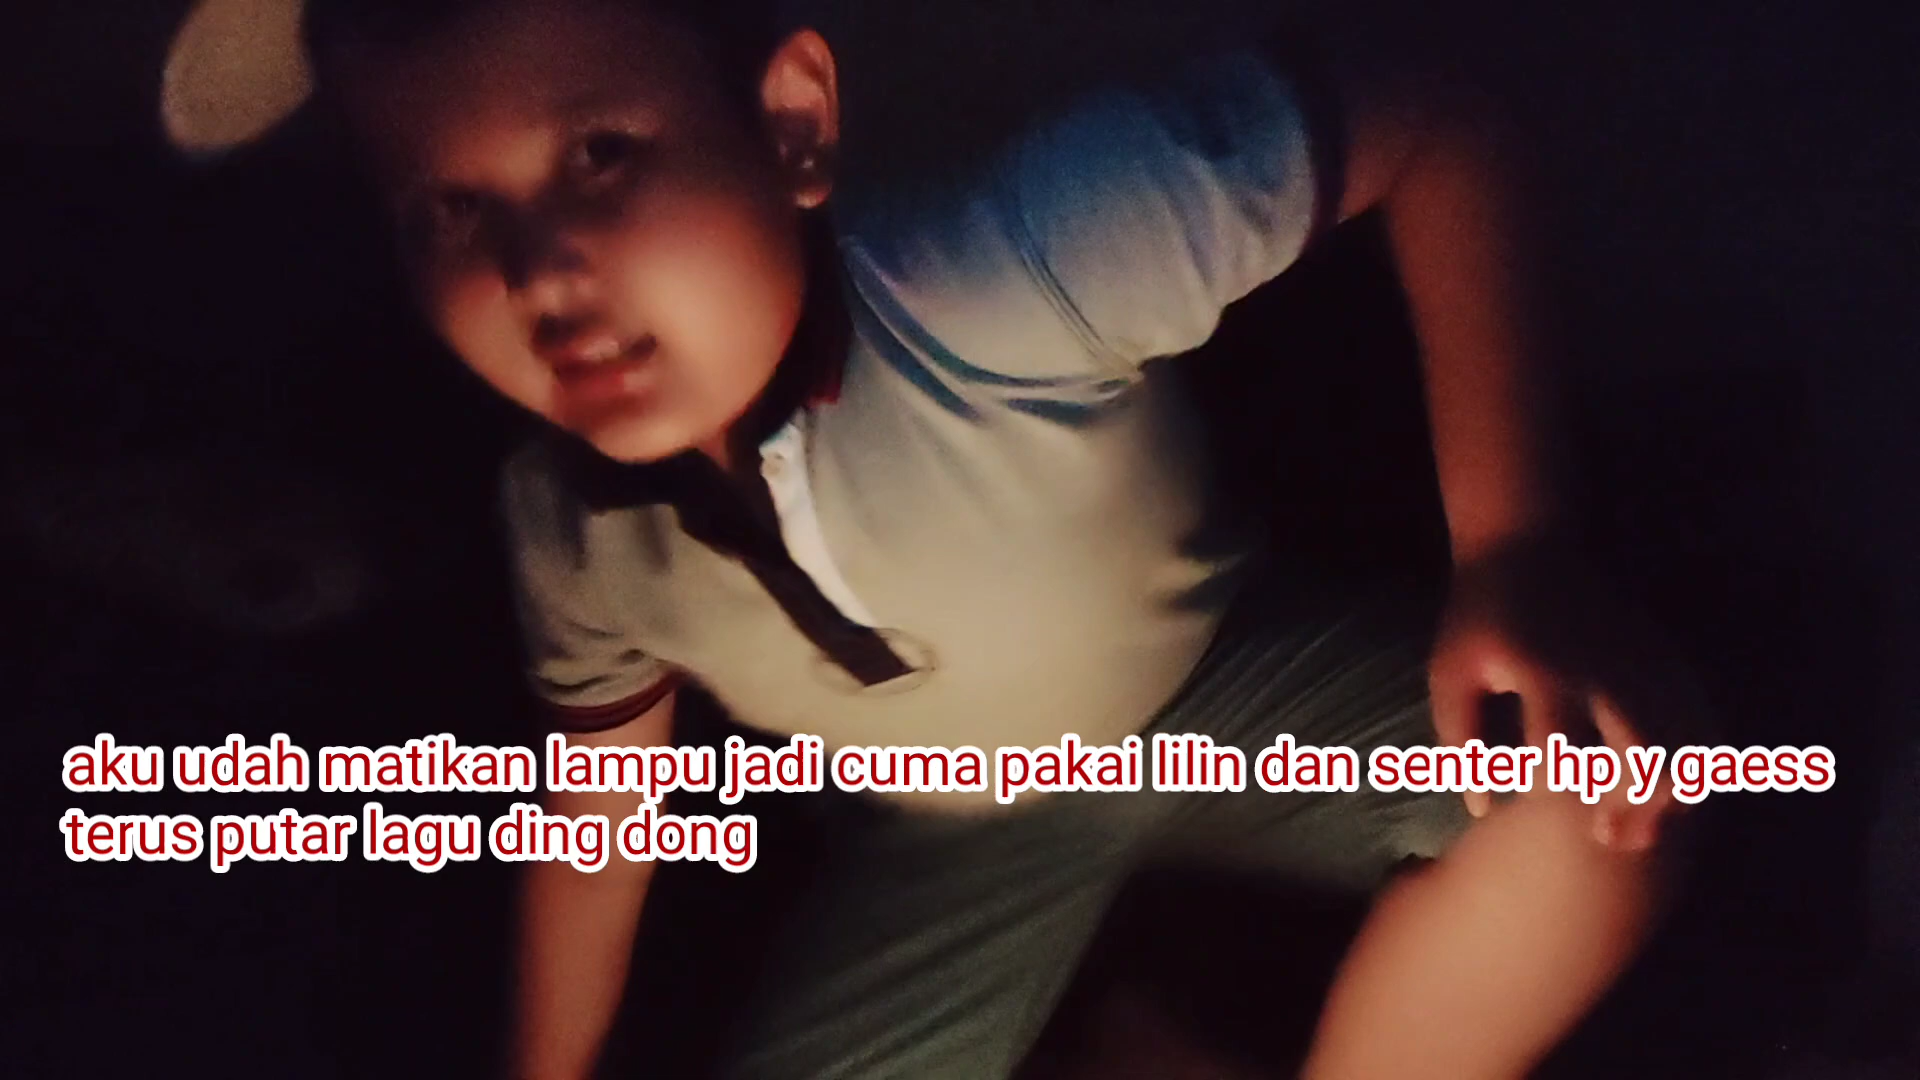 aku udah matikan lampu jadi cuma pakai lilin dan senter hp y gaess
terus putar lagu ding dong